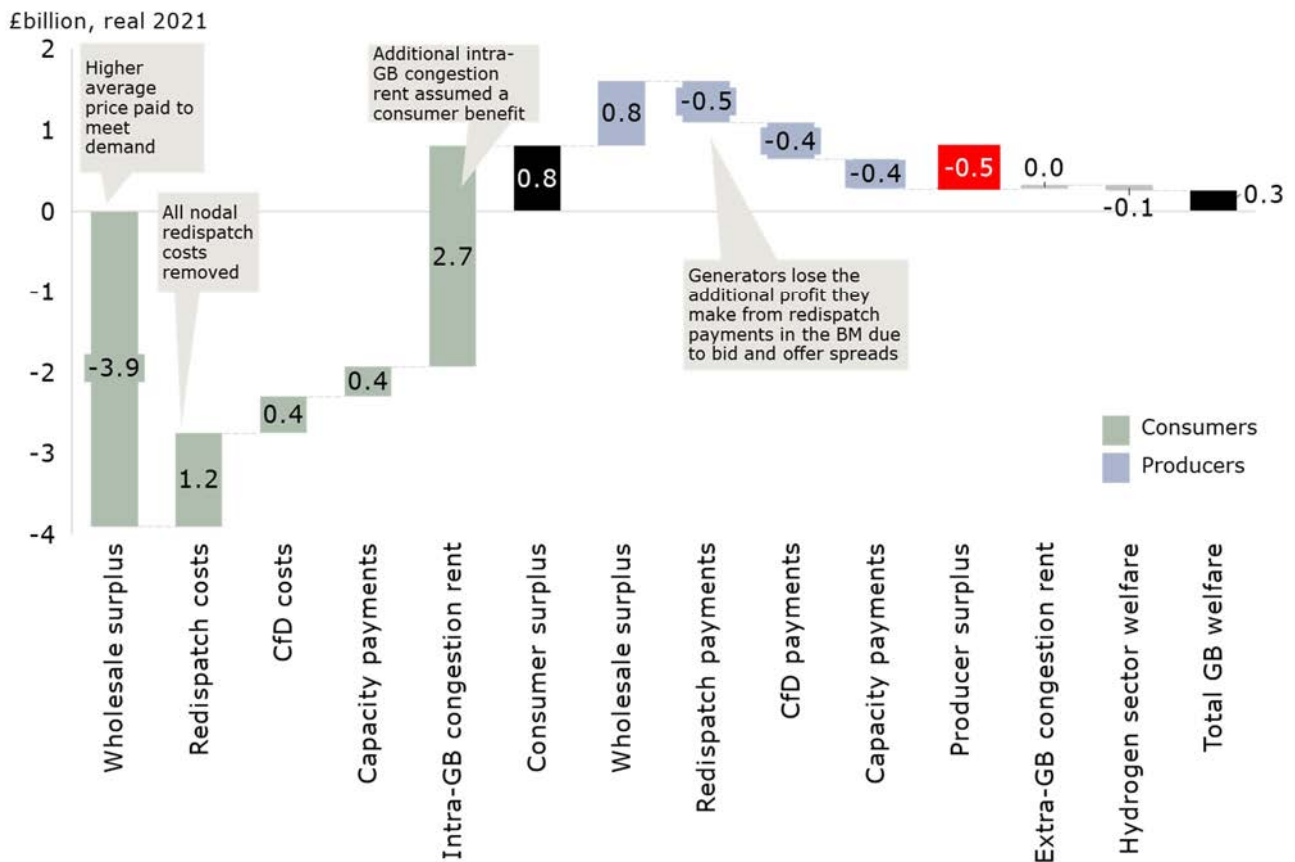 £billion, real 2021
2
1
0
-1
-2
-3
-4
Higher
average
price paid to
meet
demand
All nodal
redispatch
costs
removed
Additional intra-
GB congestion
rent assumed a
consumer benefit
Generators lose the
additional profit they
make from redispatch
payments in the BM due
to bid and offer spreads
-3.9
1.2
0.4
0.4
2.7
0.8
0.8
-0.5
-0.4
-0.4
-0.5
0.0
-0.1
0.3
Consumers
Producers
Wholesale surplus
Redispatch costs
CfD costs
Capacity payments
Intra-GB congestion rent
Consumer surplus
Wholesale surplus
Redispatch payments
CfD payments
Capacity payments
Producer surplus
Extra-GB congestion rent
Hydrogen sector welfare
Total GB welfare